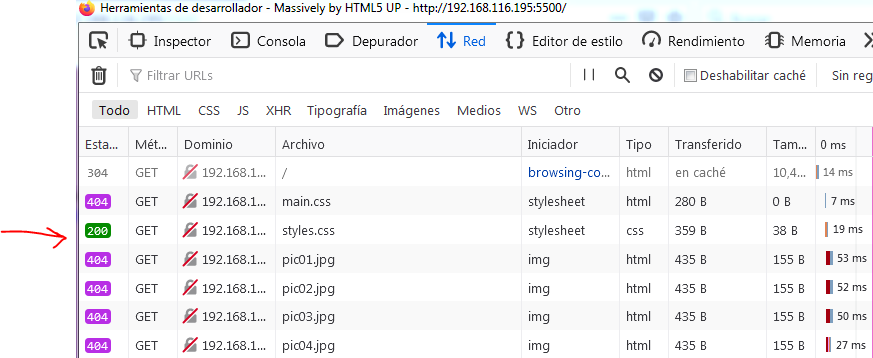 Herramientas de desarrollador - Massively by HTML5 UP - http://192.168.116.195:5500/
Inspector Consola Depurador Red Editor de estilo Rendimiento Memoria
Filtrar URLs Deshabilitar caché Sin reg
Todo HTML CSS JS XHR Tipografía Imágenes Medios WS Otro
Esta... Mét... Dominio Archivo Iniciador Tipo Transferido Tam... 0 ms
304 GET 192.168.1... / browsing-co... html en caché 10,4... 14 ms
404 GET 192.168.1... main.css stylesheet html 280 B 0 B 7 ms
200 GET 192.168.1... styles.css stylesheet css 359 B 38 B 19 ms
404 GET 192.168.1... pic01.jpg img html 435 B 155 B 53 ms
404 GET 192.168.1... pic02.jpg img html 435 B 155 B 52 ms
404 GET 192.168.1... pic03.jpg img html 435 B 155 B 50 ms
404 GET 192.168.1... pic04.jpg img html 435 B 155 B 27 ms